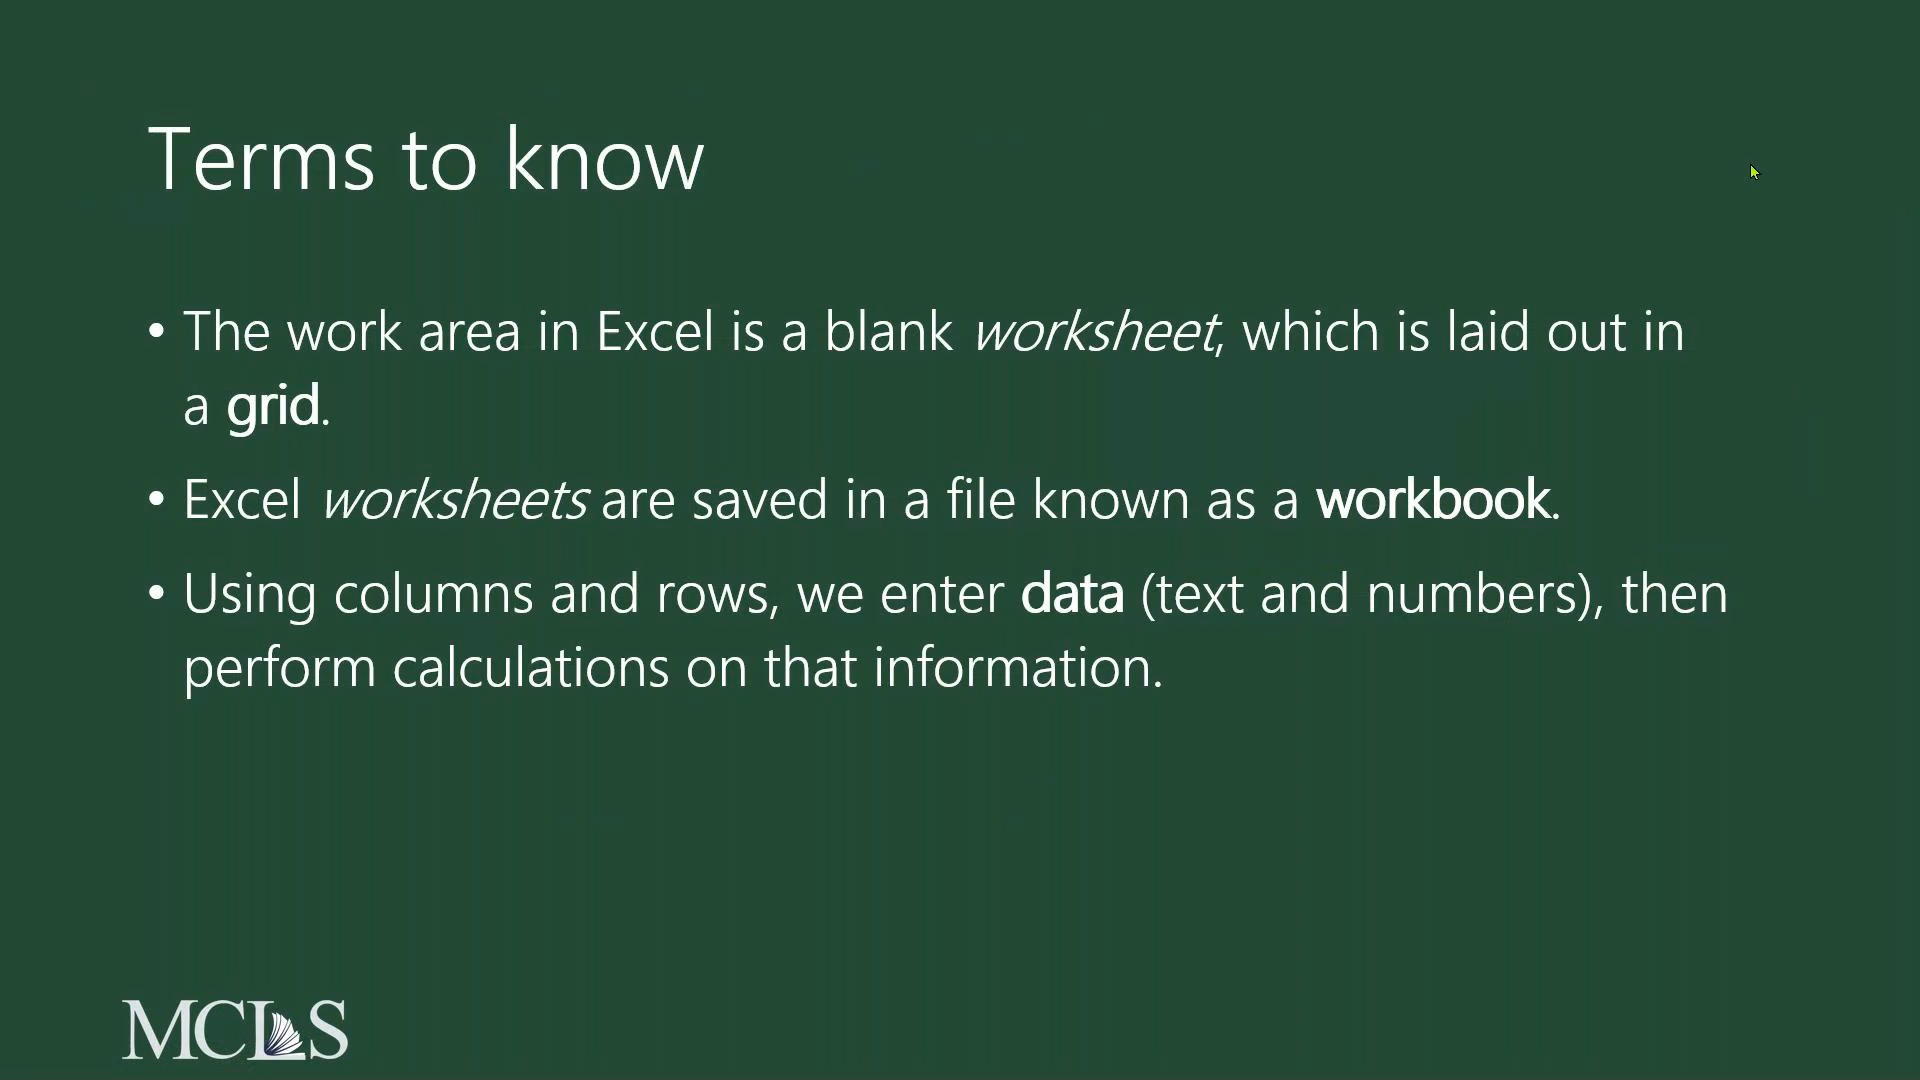 Terms to know
• The work area in Excel is a blank worksheet, which is laid out in
a grid.
• Excel worksheets are saved in a file known as a workbook.
• Using columns and rows, we enter data (text and numbers), then
perform calculations on that information.
MCLS